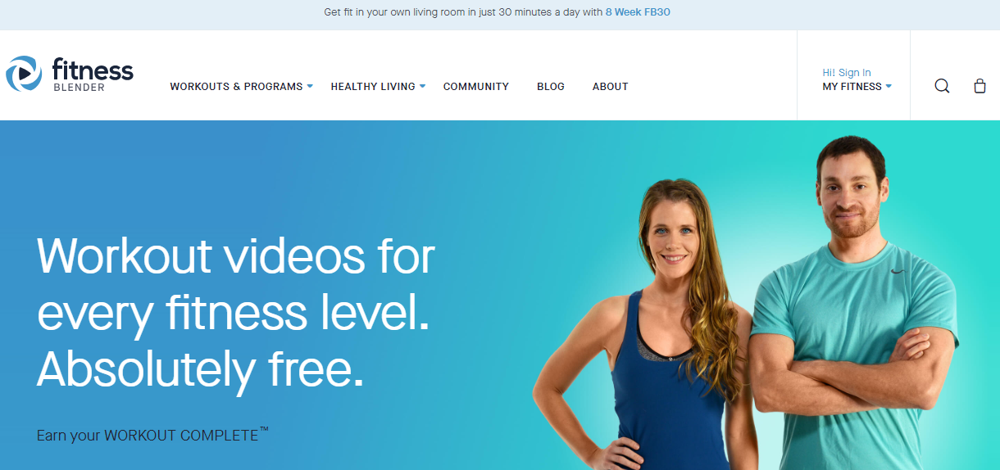 Get fit in your own living room in just 30 minutes a day with 8 Week FB30
fitness
BLENDER
WORKOUTS & PROGRAMS
HEALTHY LIVING
COMMUNITY
BLOG
ABOUT
Hi! Sign In
MY FITNESS
Workout videos for
every fitness level.
Absolutely free.
Earn your WORKOUT COMPLETE™